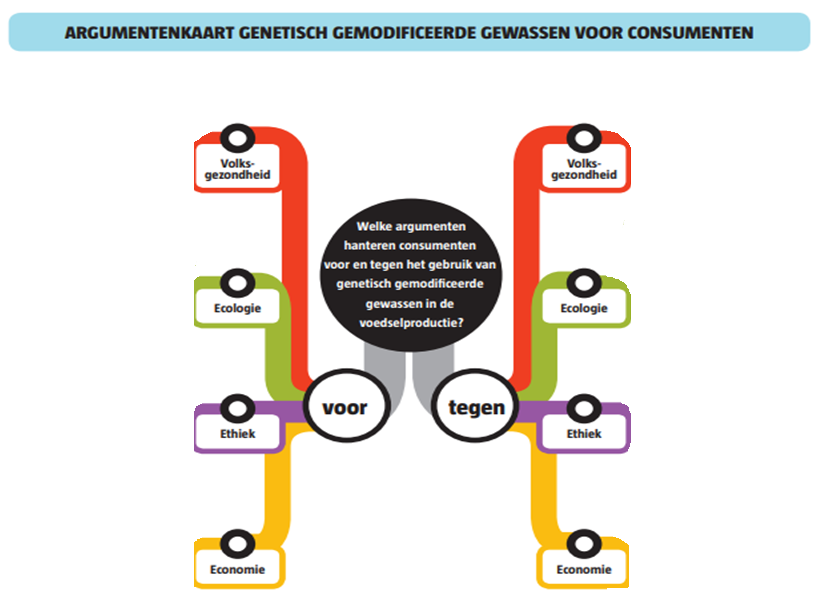 ARGUMENTENKAART GENETISCH GEMODIFICEERDE GEWASSEN VOOR CONSUMENTEN
Volks-
gezondheid
Volks-
gezondheid
Welke argumenten
hanteren consumenten
voor en tegen het gebruik van
genetisch gemodificeerde
gewassen in de
voedselproductie?
Ecologie
Ecologie
voor
tegen
Ethiek
Ethiek
Economie
Economie